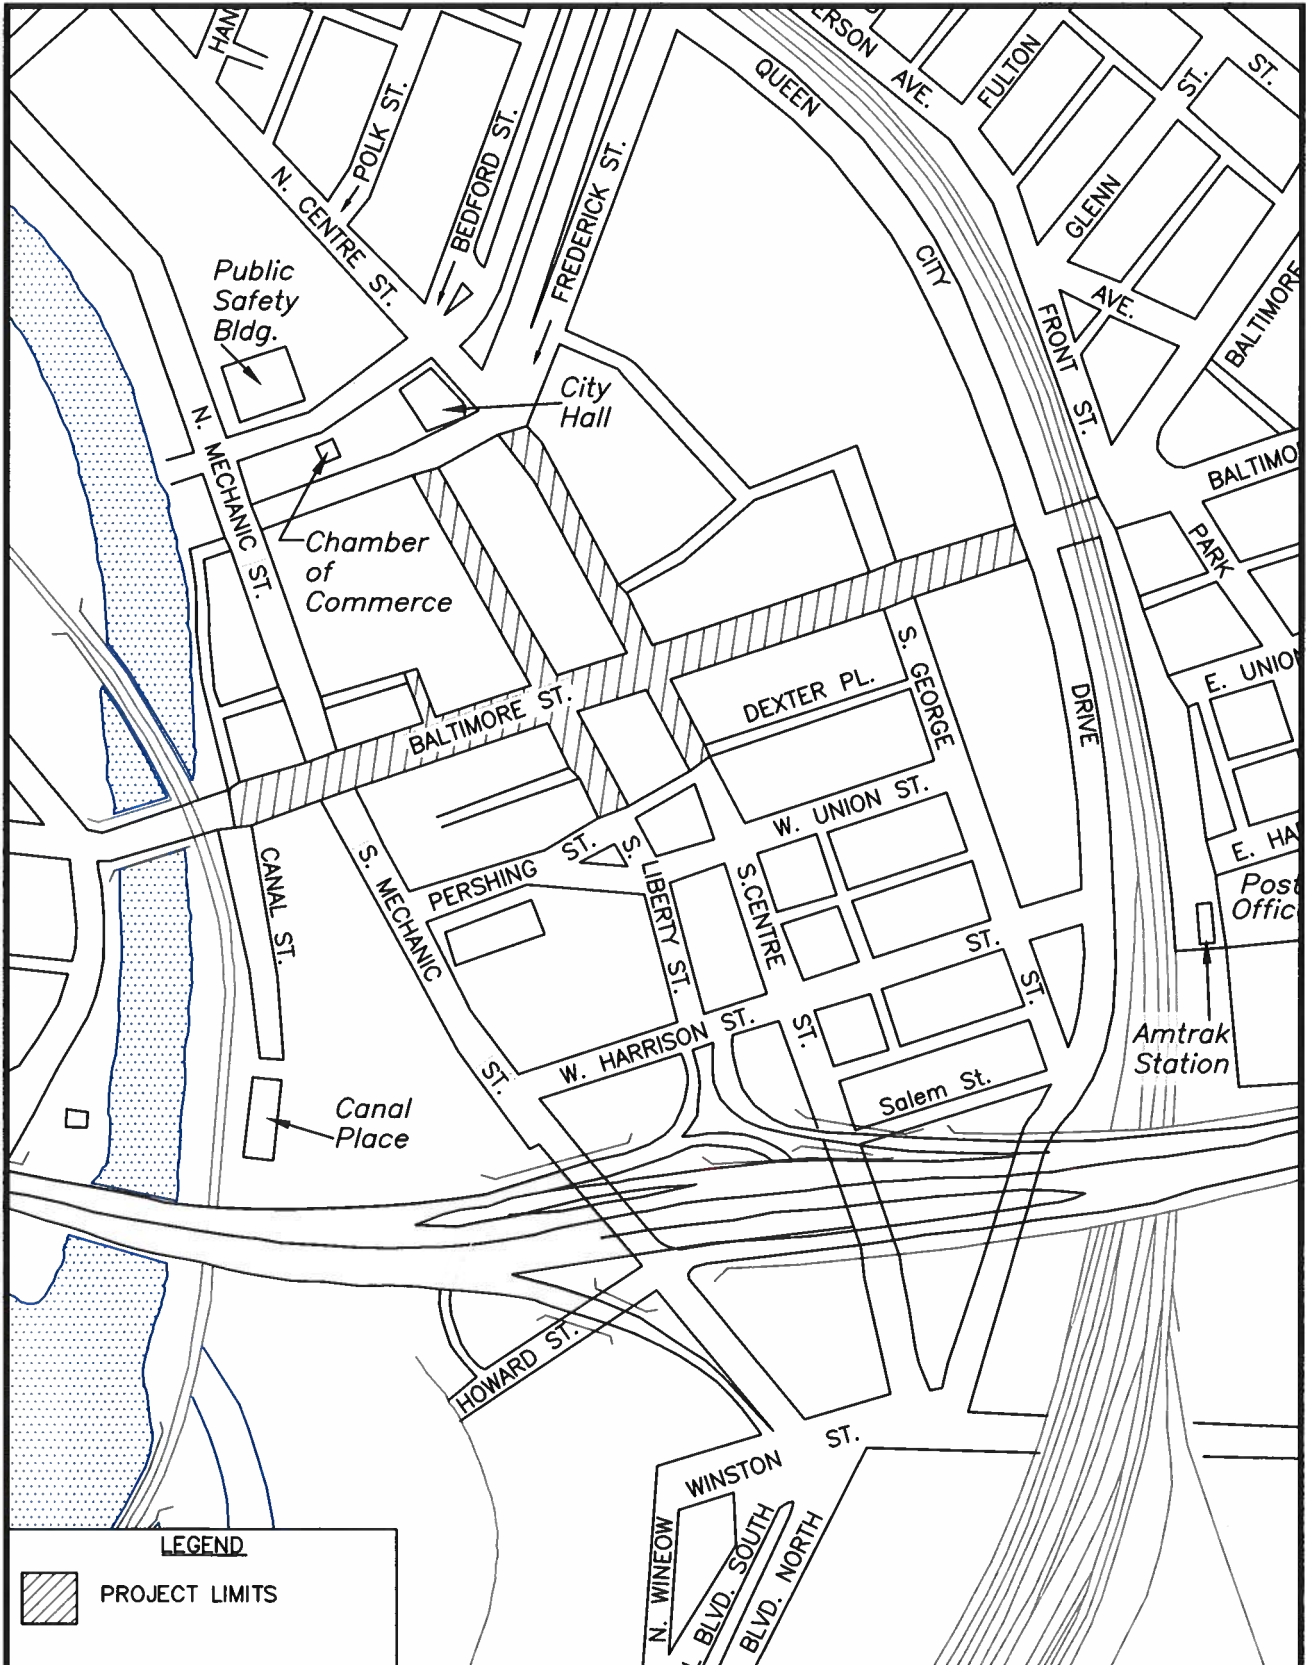 ERSON AVE.
FULTON
ST.
ST.
QUEEN
POLK ST.
BEDFORD ST.
FREDERICK ST.
N. CENTRE ST.
GLENN
AVE.
CITY
Public
Safety
Bldg.
FRONT ST.
BALTIMORE
City
Hall
N. MECHANIC ST.
BALTIMO
PARK
Chamber
of
Commerce
S. GEORGE
E. UNION
DEXTER PL.
BALTIMORE ST.
DRIVE
W. UNION ST.
E. HA
CANAL ST.
S. MECHANIC
PERSHING ST.
S. LIBERTY ST.
S.CENTRE
Post
Offic
ST.
ST.
Amtrak
Station
W. HARRISON ST.
ST.
ST.
Salem St.
Canal
Place
HOWARD ST.
WINSTON ST.
N. WINEOW
BLVD. SOUTH
BLVD. NORTH
LEGEND
PROJECT LIMITS